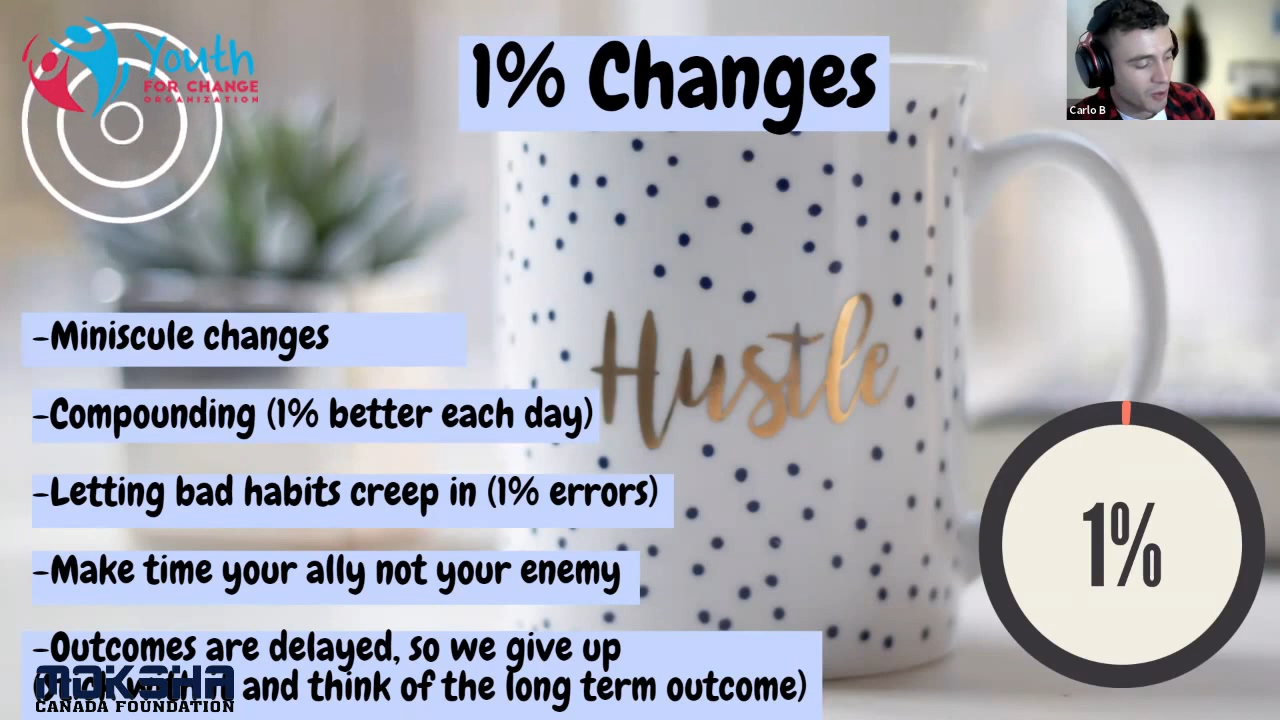 Youth
FOR CHANGE
ORGANIZATION
1% Changes
Carlo B
-Miniscule changes
Hustle
-Compounding (1% better each day)
-Letting bad habits creep in (1% errors)
1%
-Make time your ally not your enemy
-Outcomes are delayed, so we give up
and think of the long term outcome)
MOKSHA
CANADA FOUNDATION